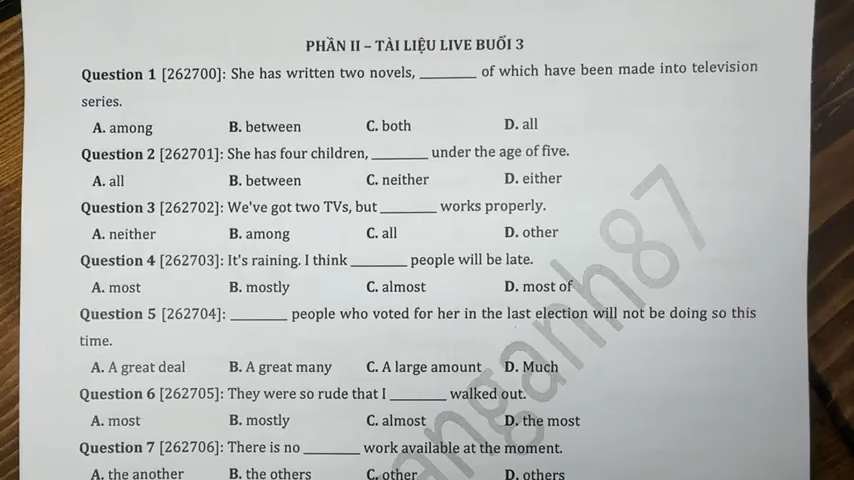 PHẦN II – TÀI LIỆU LIVE BUỔI 3
Question 1 [262700]: She has written two novels, ________ of which have been made into television
series.
A. among B. between C. both D. all
Question 2 [262701]: She has four children, ________ under the age of five.
A. all B. between C. neither D. either
Question 3 [262702]: We've got two TVs, but ________ works properly.
A. neither B. among C. all D. other
Question 4 [262703]: It's raining. I think ________ people will be late.
A. most B. mostly C. almost D. most of
Question 5 [262704]: ________ people who voted for her in the last election will not be doing so this
time.
A. A great deal B. A great many C. A large amount D. Much
Question 6 [262705]: They were so rude that I ________ walked out.
A. most B. mostly C. almost D. the most
Question 7 [262706]: There is no ________ work available at the moment.
A. the another B. the others C. other D. others
anganh87